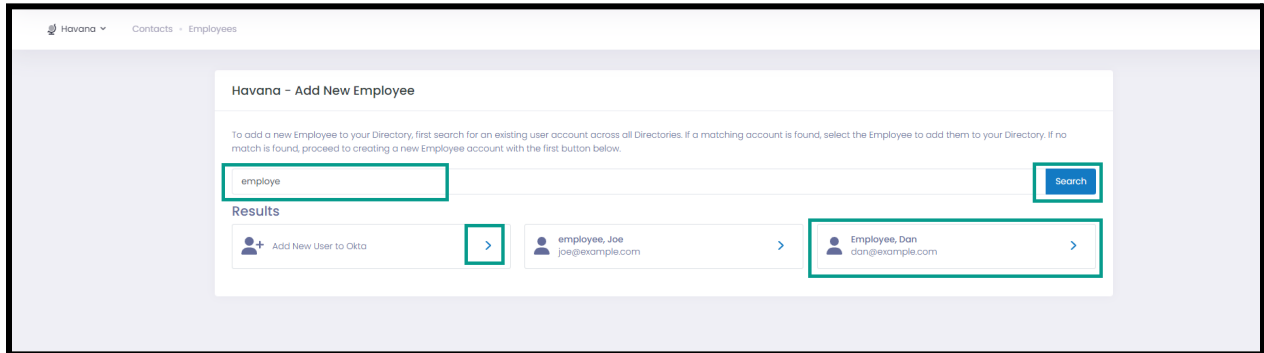 Havana
Contacts • Employees
Havana - Add New Employee
To add a new Employee to your Directory, first search for an existing user account across all Directories. If a matching account is found, select the Employee to add them to your Directory. If no
match is found, proceed to creating a new Employee account with the first button below.
employe
Search
Results
Add New User to Okta
employee, Joe
joe@example.com
Employee, Dan
dan@example.com